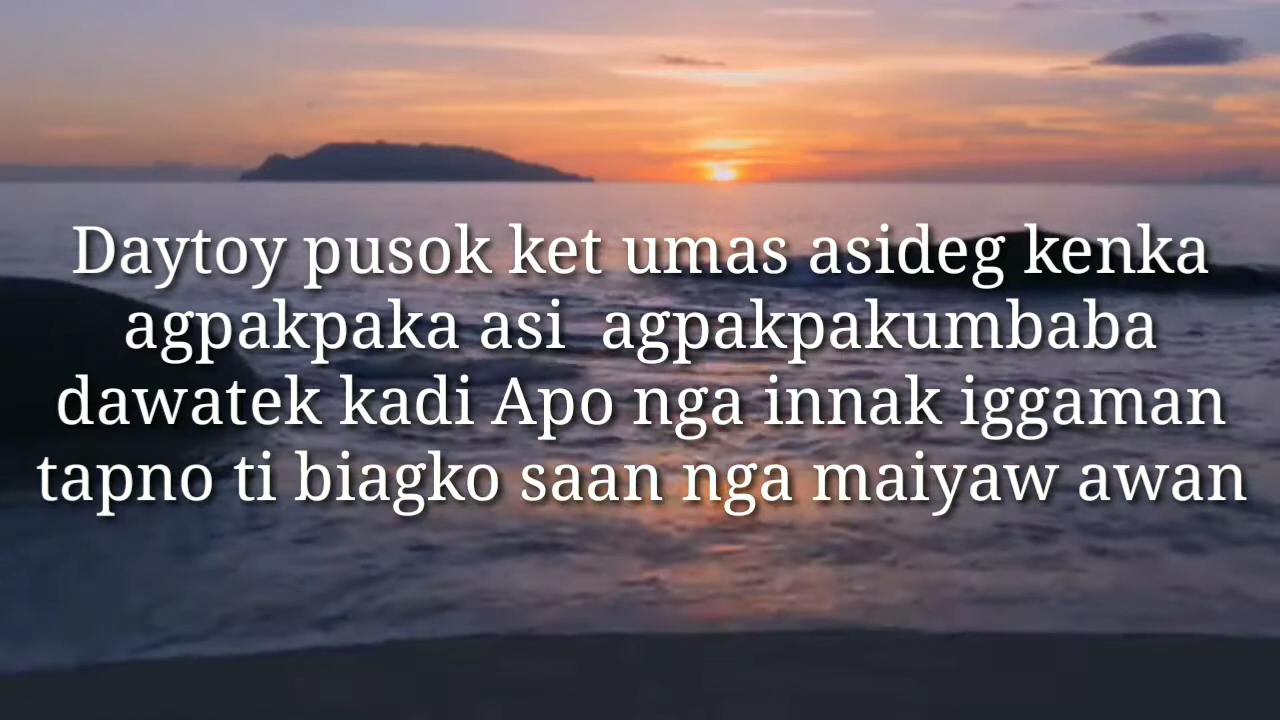 Daytoy pusok ket umas asideg kenka
agpakpaka asi  agpakpakumbaba
dawatek kadi Apo nga innak iggaman
tapno ti biagko saan nga maiyaw awan